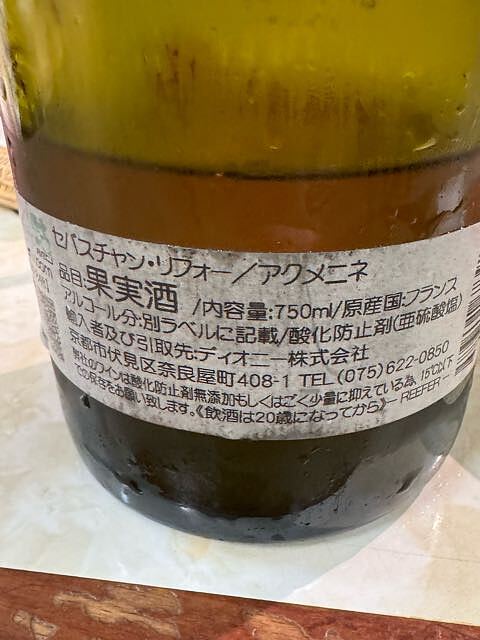 セバスチャン・リフォー/アクメニネ
品目:果実酒 /内容量:750ml/原産国:フランス
アルコール分:別ラベルに記載/酸化防止剤(亜硫酸塩)
輸入者及び引取先:ディオニー株式会社
京都市伏見区奈良屋町408-1 TEL(075)622-0850
弊社のワインは酸化防止剤無添加もしくはごく少量に抑えている為、15℃以下
での保存をお願い致します。《飲酒は20歳になってから》 - REEFER -